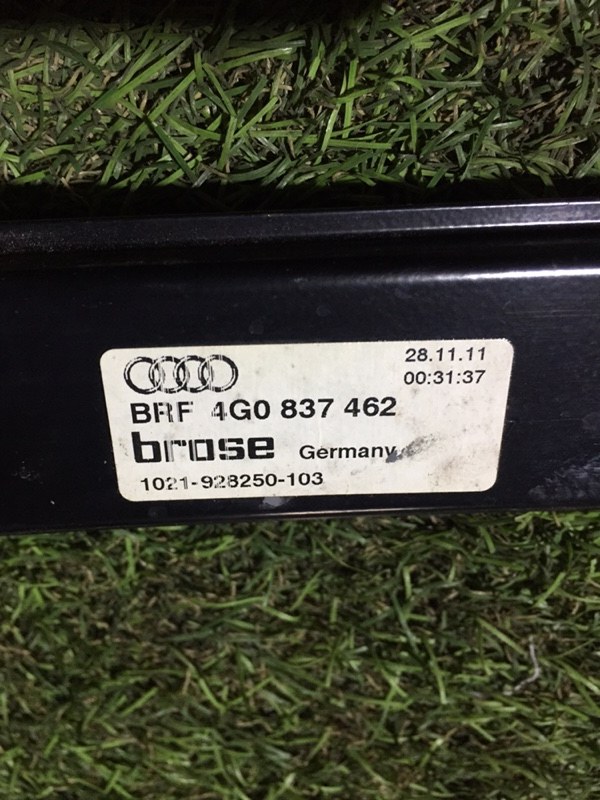 28.11.11
00:31:37
BRF 4G0 837 462
brose Germany
1021-928250-103